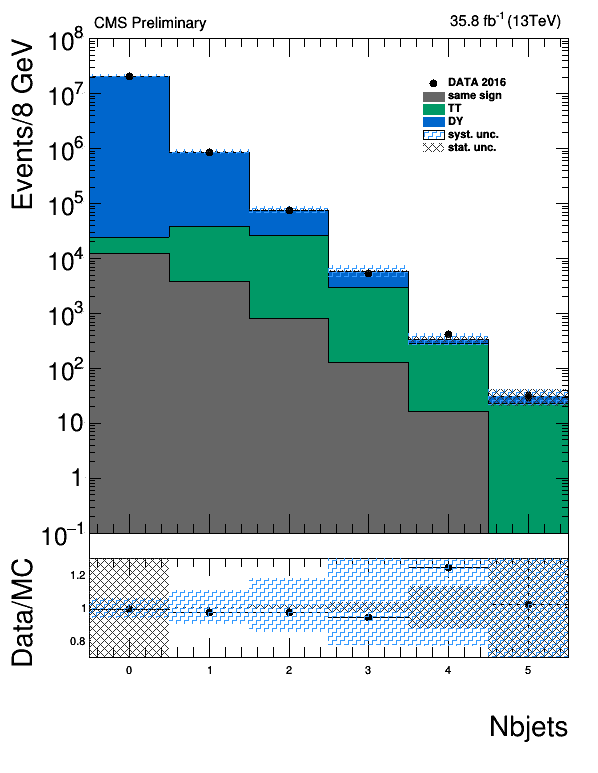 CMS Preliminary 35.8 fb⁻¹ (13TeV)
Events/8 GeV
10⁸
10⁷
10⁶
10⁵
10⁴
10³
10²
10
1
10⁻¹
DATA 2016
same sign
TT
DY
syst. unc.
stat. unc.
Data/MC
1.2
1
0.8
0 1 2 3 4 5
Nbjets